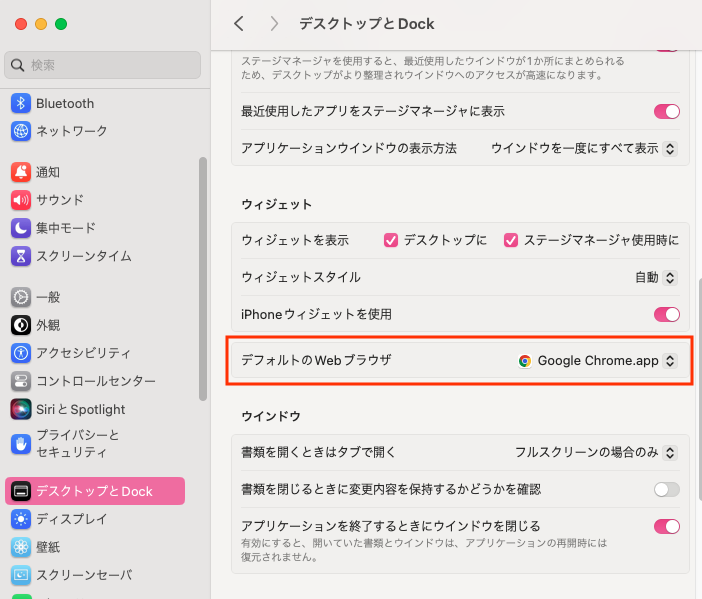 デスクトップとDock
検索
Bluetooth
ネットワーク
通知
サウンド
集中モード
スクリーンタイム
一般
外観
アクセシビリティ
コントロールセンター
SiriとSpotlight
プライバシーと
セキュリティ
デスクトップとDock
ディスプレイ
壁紙
スクリーンセーバ
ステージマネージャを使用すると、最近使用したウインドウが1か所にまとめられる
ため、デスクトップがより整理されウインドウへのアクセスが高速になります。
最近使用したアプリをステージマネージャに表示
アプリケーションウインドウの表示方法 ウインドウを一度にすべて表示
ウィジェット
ウィジェットを表示 デスクトップに ステージマネージャ使用時に
ウィジェットスタイル 自動
iPhoneウィジェットを使用
デフォルトのWebブラウザ Google Chrome.app
ウインドウ
書類を開くときはタブで開く フルスクリーンの場合のみ
書類を閉じるときに変更内容を保持するかどうかを確認
アプリケーションを終了するときにウインドウを閉じる
有効にすると、開いていた書類とウインドウは、アプリケーションの再開時には
復元されません。